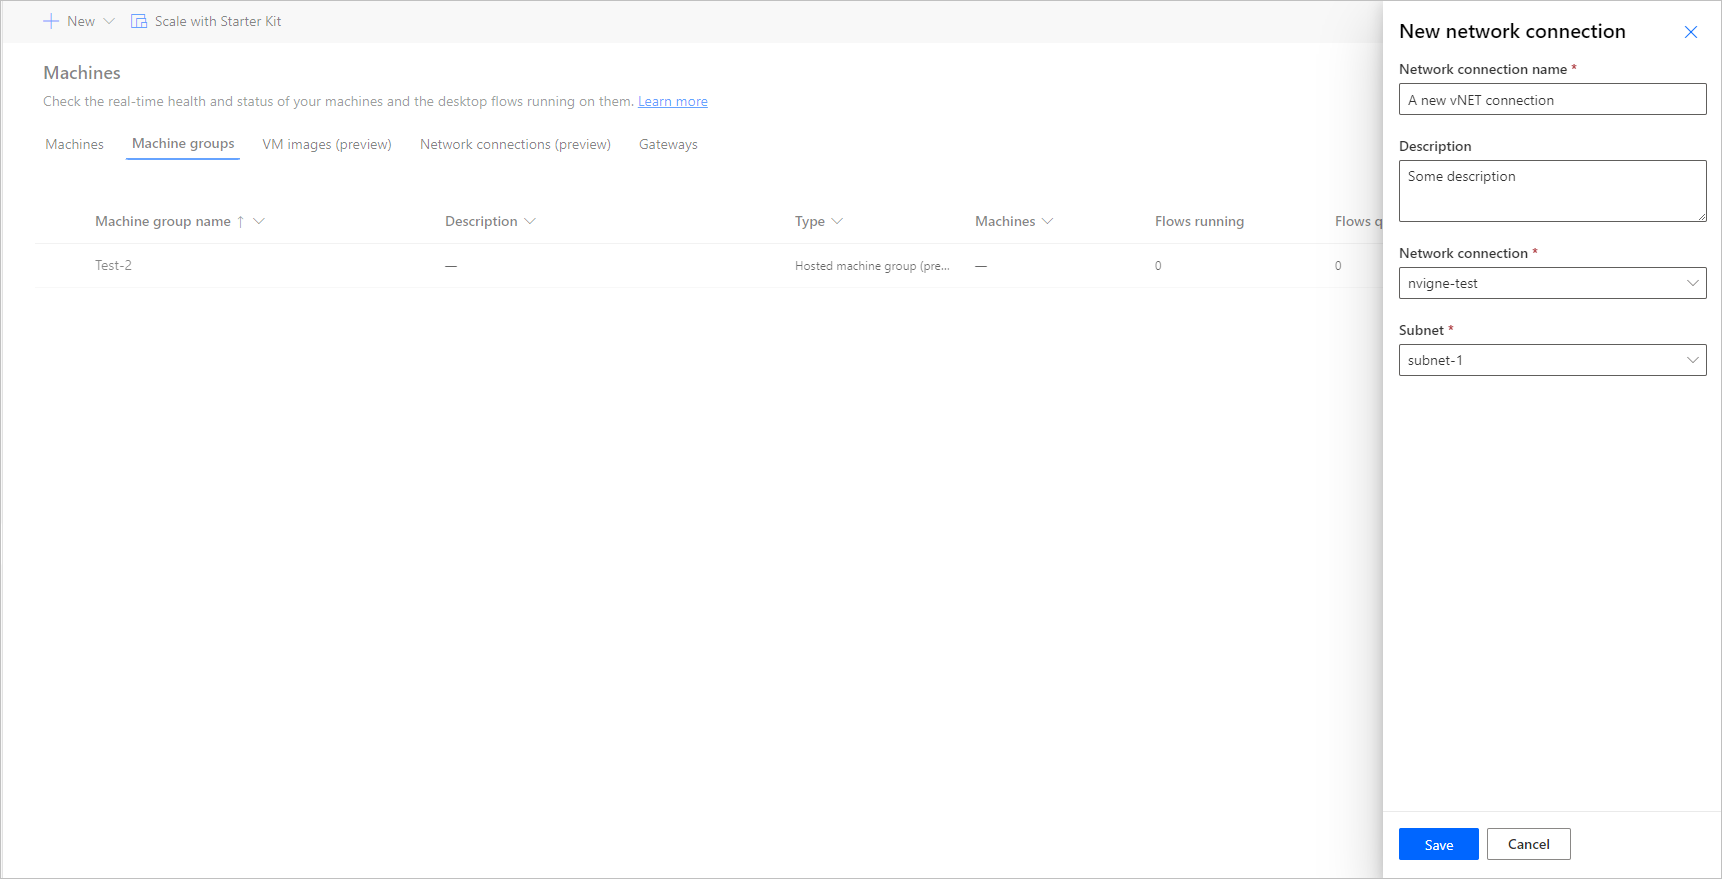 New
Scale with Starter Kit
Machines
Check the real-time health and status of your machines and the desktop flows running on them. Learn more
Machines
Machine groups
VM images (preview)
Network connections (preview)
Gateways
Machine group name ↑
Description
Type
Machines
Flows running
Flows q
Test-2
—
Hosted machine group (pre...
—
0
0
New network connection
Network connection name *
A new vNET connection
Description
Some description
Network connection *
nvigne-test
Subnet *
subnet-1
Save
Cancel